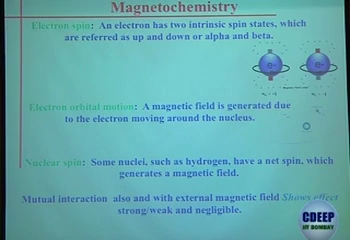 Magnetochemistry
Electron spin: An electron has two intrinsic spin states, which
are referred as up and down or alpha and beta.
e- e-
Electron orbital motion: A magnetic field is generated due
to the electron moving around the nucleus.
Nuclear spin: Some nuclei, such as hydrogen, have a net spin, which
generates a magnetic field.
Mutual interaction also and with external magnetic field Shows effect
strong/weak and negligible.
CDEEP
IIT BOMBAY